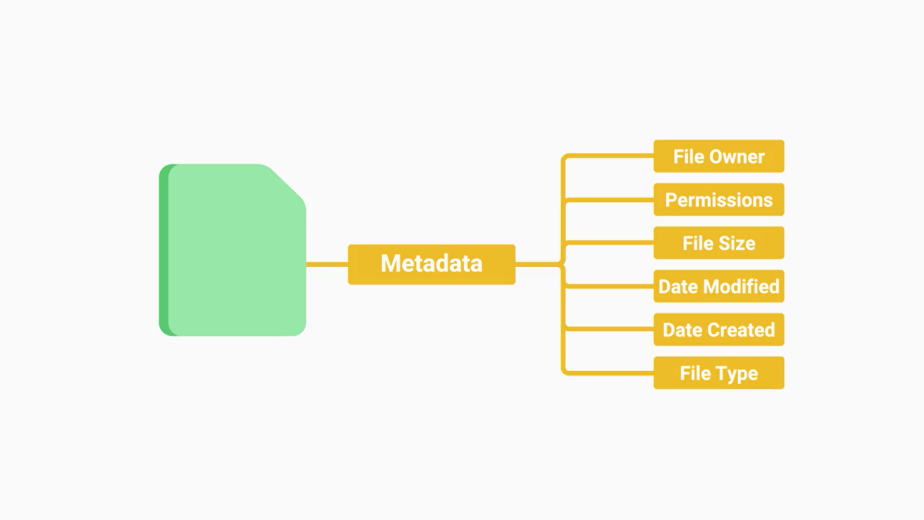 Metadata
File Owner
Permissions
File Size
Date Modified
Date Created
File Type